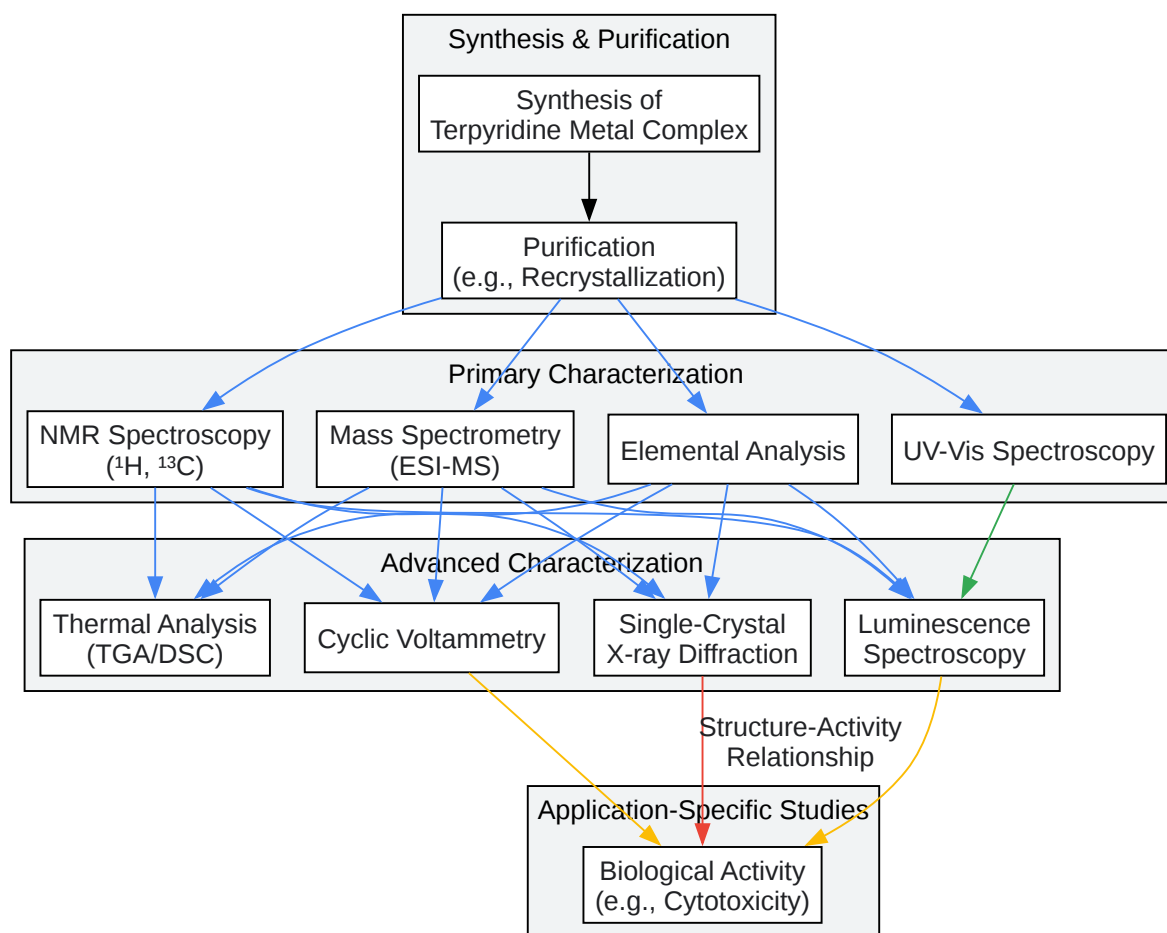 Synthesis & Purification
Synthesis of
Terpyridine Metal Complex
Purification
(e.g., Recrystallization)
Primary Characterization
NMR Spectroscopy
(¹H, ¹³C)
Mass Spectrometry
(ESI-MS)
Elemental Analysis
UV-Vis Spectroscopy
Advanced Characterization
Thermal Analysis
(TGA/DSC)
Cyclic Voltammetry
Single-Crystal
X-ray Diffraction
Luminescence
Spectroscopy
Structure-Activity
Relationship
Application-Specific Studies
Biological Activity
(e.g., Cytotoxicity)